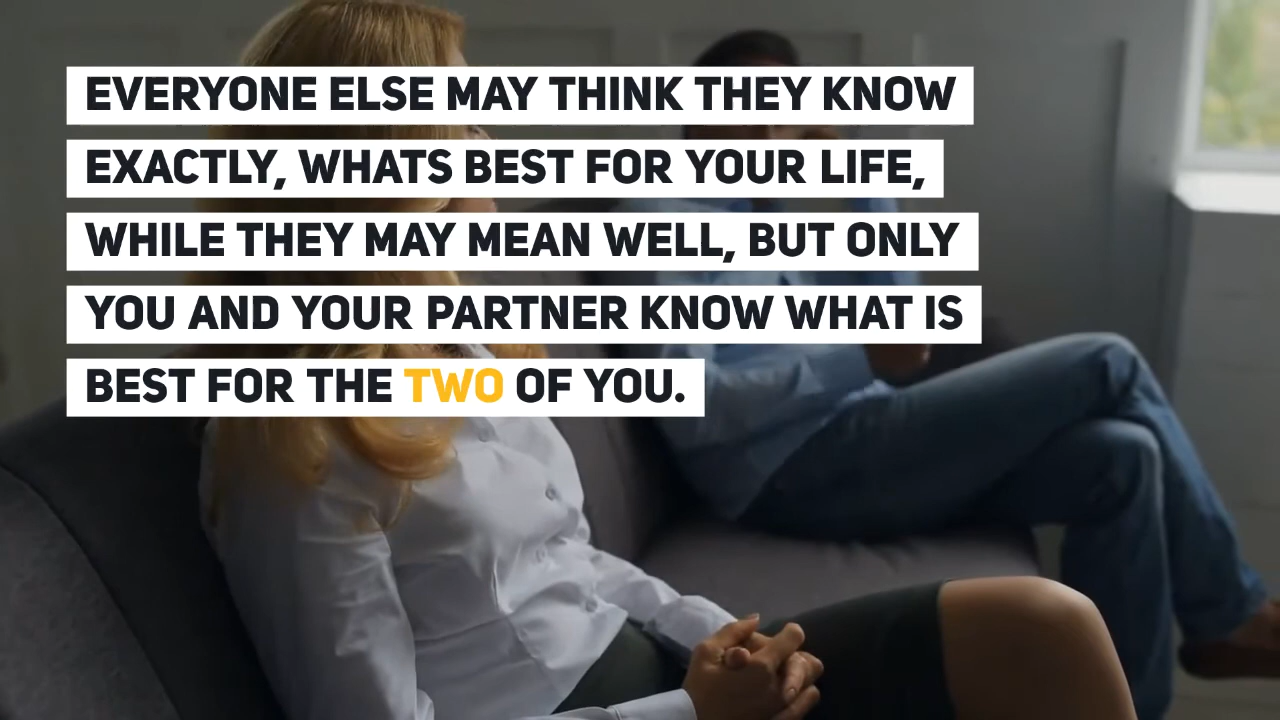 EVERYONE ELSE MAY THINK THEY KNOW
EXACTLY, WHATS BEST FOR YOUR LIFE,
WHILE THEY MAY MEAN WELL, BUT ONLY
YOU AND YOUR PARTNER KNOW WHAT IS
BEST FOR THE TWO OF YOU.